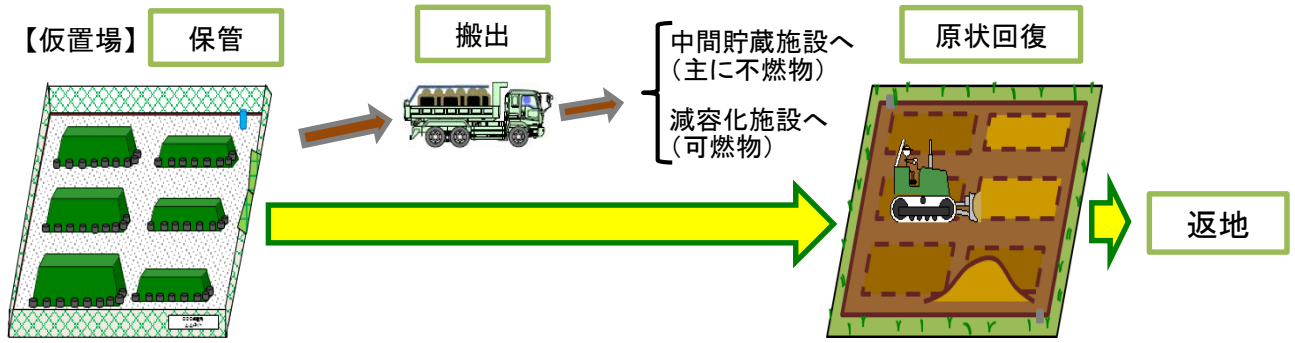 【仮置場】
保管
搬出
中間貯蔵施設へ
(主に不燃物)
減容化施設へ
(可燃物)
原状回復
返地